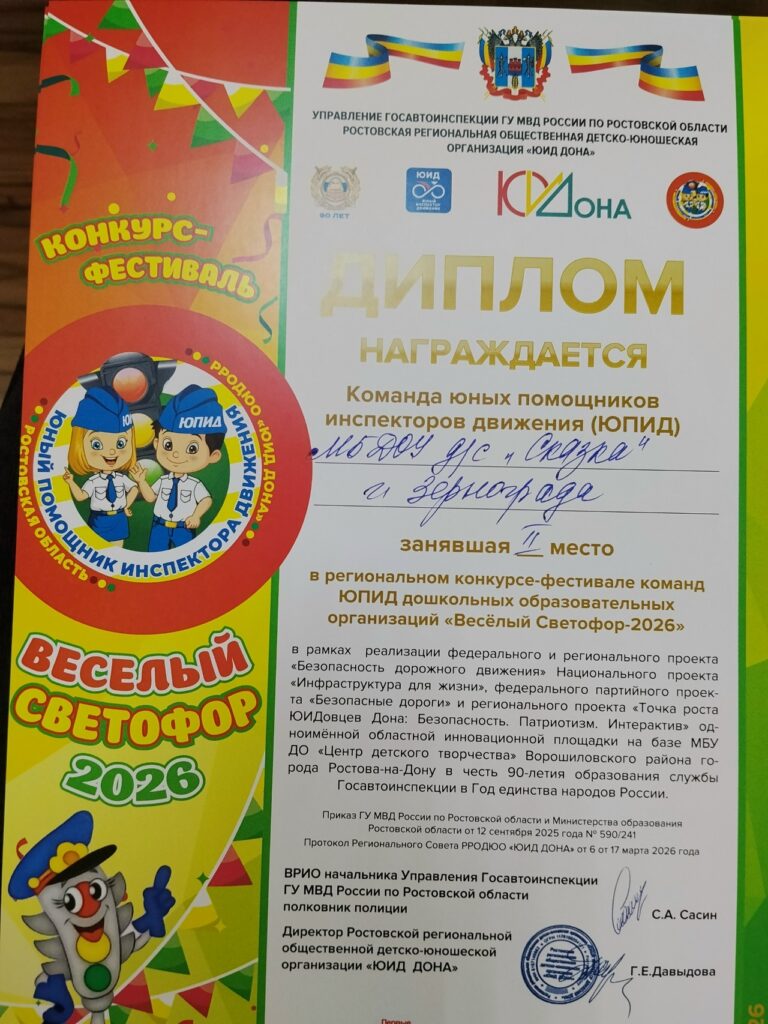 УПРАВЛЕНИЕ ГОСАВТОИНСПЕКЦИИ ГУ МВД РОССИИ ПО РОСТОВСКОЙ ОБЛАСТИ
РОСТОВСКАЯ РЕГИОНАЛЬНАЯ ОБЩЕСТВЕННАЯ ДЕТСКО-ЮНОШЕСКАЯ
ОРГАНИЗАЦИЯ «ЮИД ДОНА»
90 ЛЕТ
ЮИД
ЮИДДОНА
КОНКУРС-
ФЕСТИВАЛЬ
ДИПЛОМ
НАГРАЖДАЕТСЯ
Команда юных помощников
инспекторов движения (ЮПИД)
МБДОУ д/с „Сказка"
г. Зернограда
занявшая II место
в региональном конкурсе-фестивале команд
ЮПИД дошкольных образовательных
организаций «Весёлый Светофор-2026»
РРОДЮО «ЮИД ДОНА»
РОСТОВСКАЯ ОБЛАСТЬ
ЮНЫЙ ПОМОЩНИК ИНСПЕКТОРА ДВИЖЕНИЯ
ЮПИД
ВЕСЕЛЫЙ
СВЕТОФОР
2026
в рамках реализации федерального и регионального проекта
«Безопасность дорожного движения» Национального проекта
«Инфраструктура для жизни», федерального партийного проек-
та «Безопасные дороги» и регионального проекта «Точка роста
ЮИДовцев Дона: Безопасность. Патриотизм. Интерактив» од-
ноимённой областной инновационной площадки на базе МБУ
ДО «Центр детского творчества» Ворошиловского района го-
рода Ростова-на-Дону в честь 90-летия образования службы
Госавтоинспекции в Год единства народов России.
Приказ ГУ МВД России по Ростовской области и Министерства образования
Ростовской области от 12 сентября 2025 года № 590/241
Протокол Регионального Совета РРОДЮО «ЮИД ДОНА» от 6 от 17 марта 2026 года
ВРИО начальника Управления Госавтоинспекции
ГУ МВД России по Ростовской области
полковник полиции
С.А. Сасин
Директор Ростовской региональной
общественной детско-юношеской
организации «ЮИД ДОНА»
Г.Е.Давыдова
Первые
26